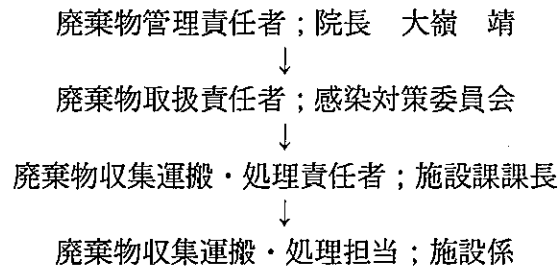 廃棄物管理責任者；院長　大嶺　靖
↓
廃棄物取扱責任者；感染対策委員会
↓
廃棄物収集運搬・処理責任者；施設課課長
↓
廃棄物収集運搬・処理担当；施設係